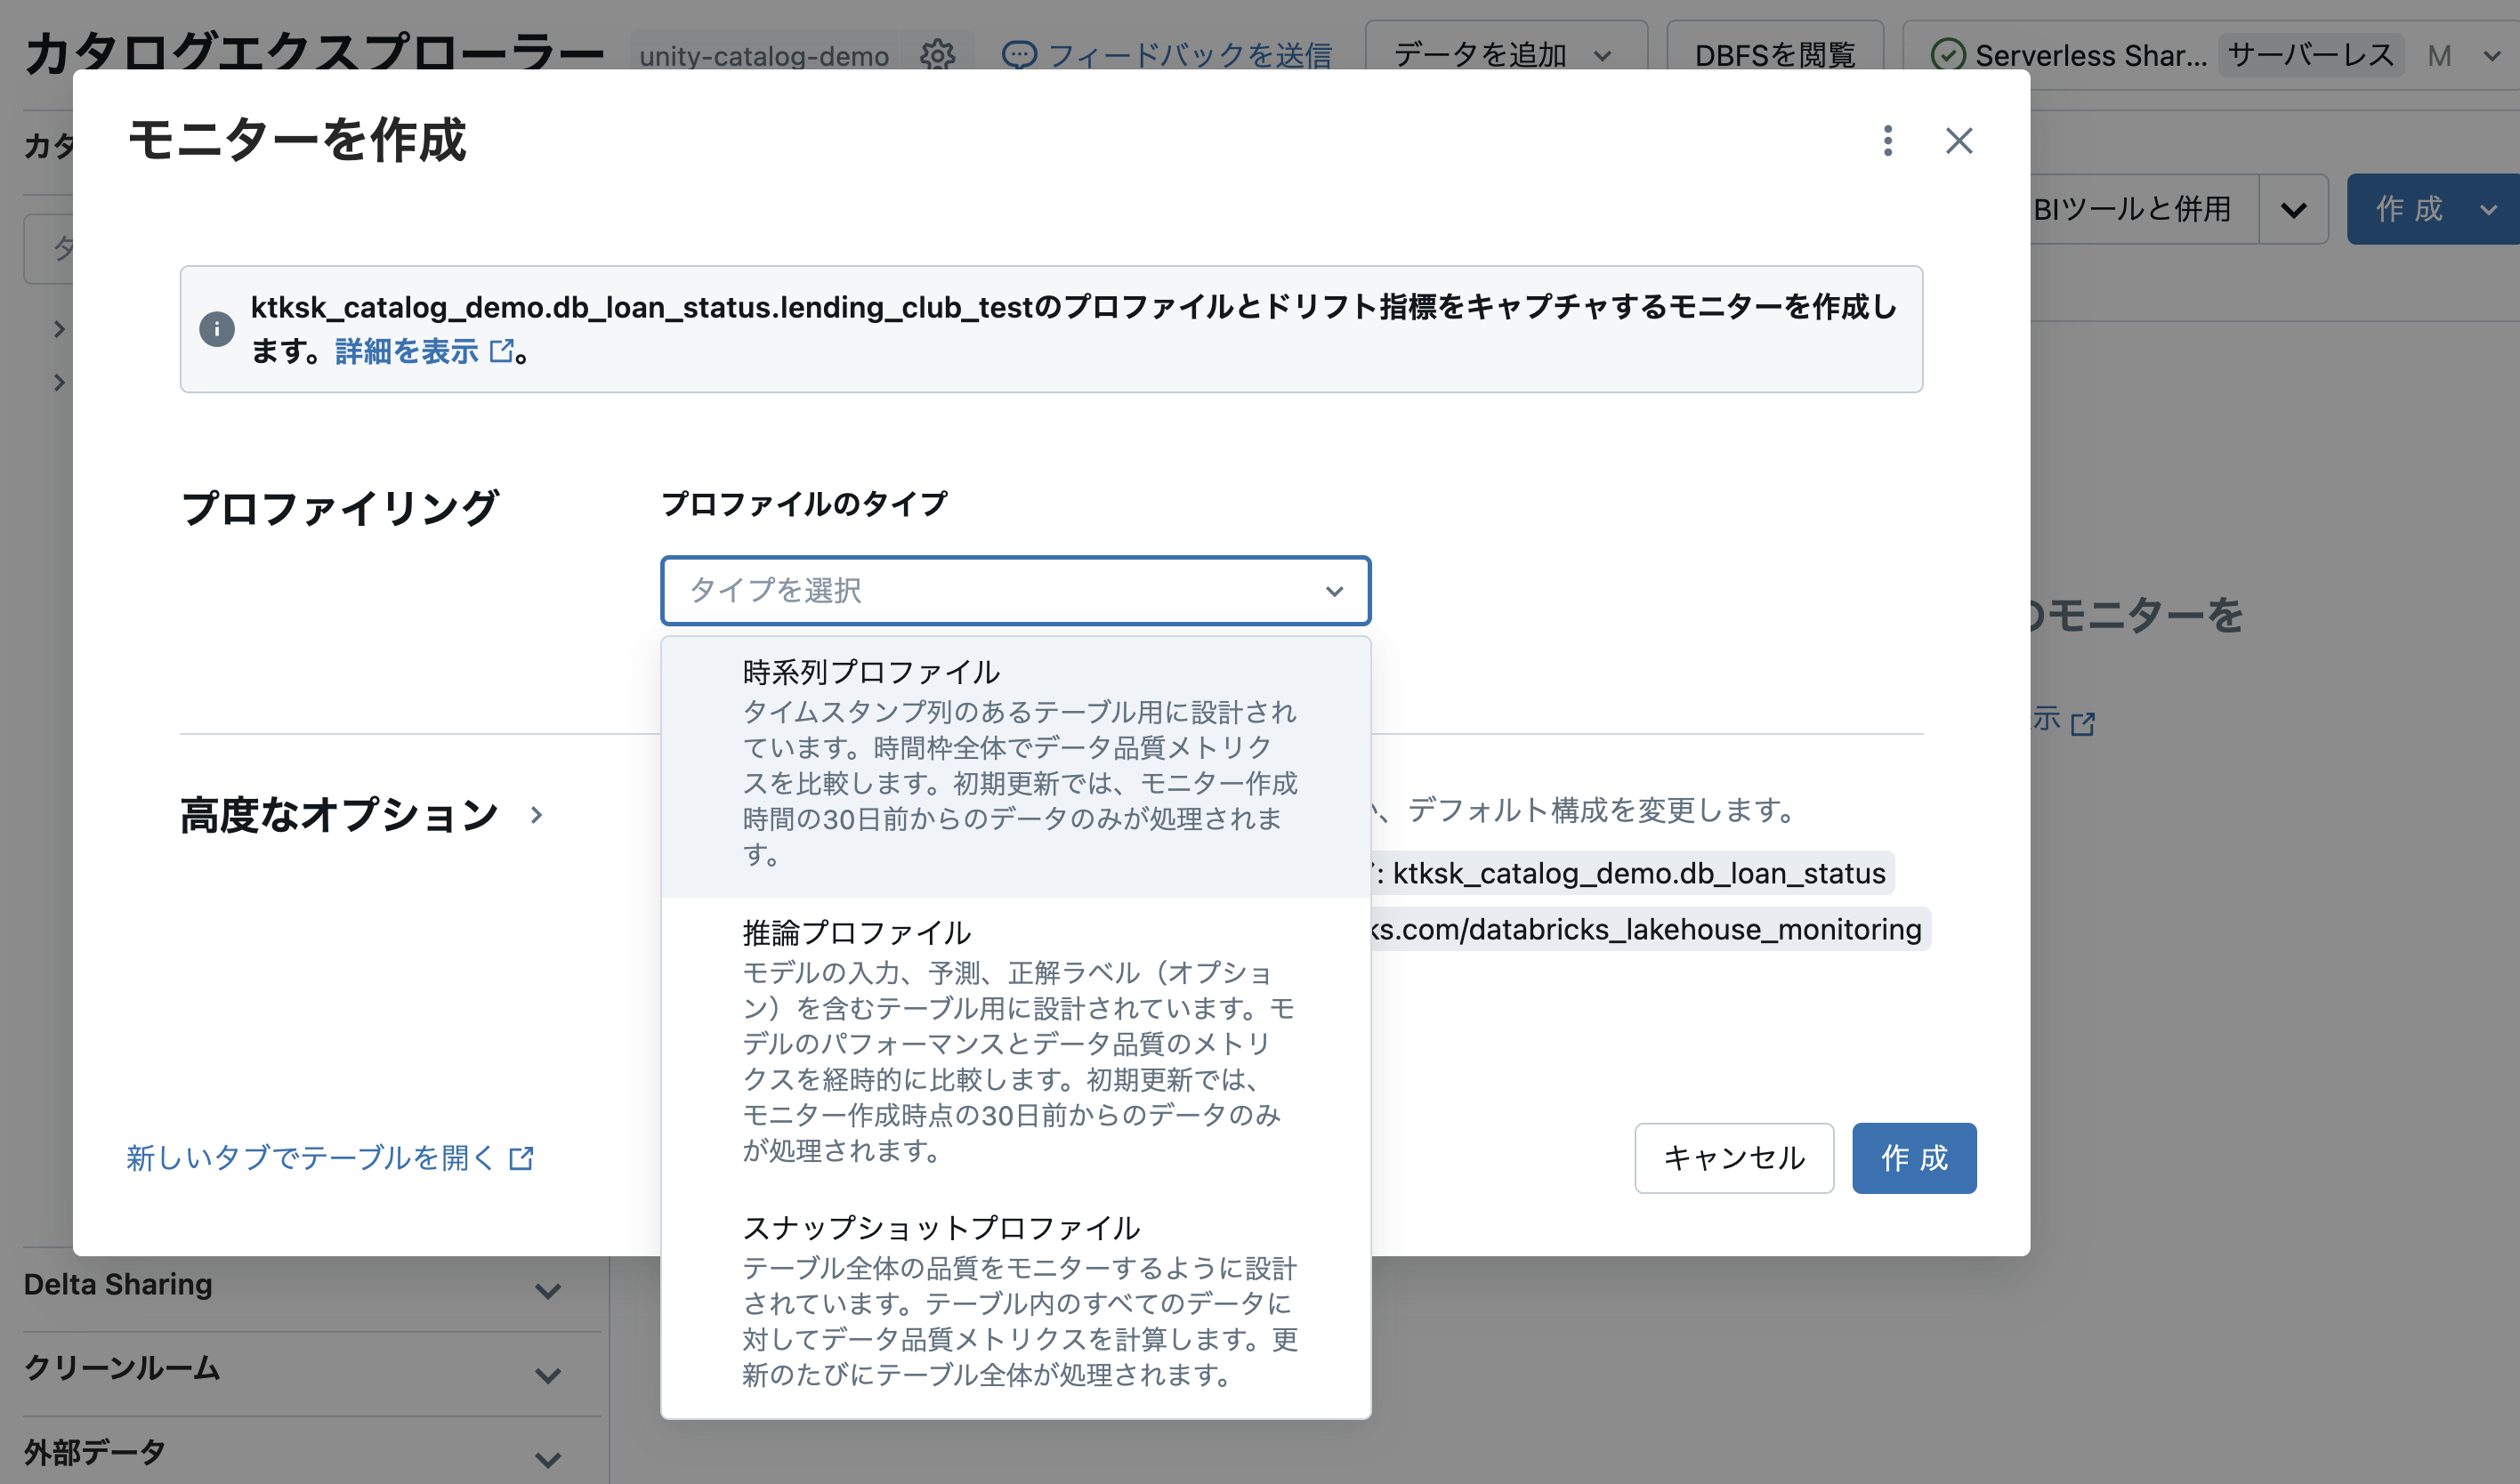 カタログエクスプローラー unity-catalog-demo フィードバックを送信 データを追加 DBFSを閲覧 Serverless Shar... サーバーレス M
モニターを作成
BIツールと併用 作 成
ktksk_catalog_demo.db_loan_status.lending_club_testのプロファイルとドリフト指標をキャプチャするモニターを作成し
ます。詳細を表示。
プロファイリング
プロファイルのタイプ
タイプを選択
時系列プロファイル
タイムスタンプ列のあるテーブル用に設計され
ています。時間枠全体でデータ品質メトリク
スを比較します。初期更新では、モニター作成
時間の30日前からのデータのみが処理されま
す。
推論プロファイル
モデルの入力、予測、正解ラベル（オプショ
ン）を含むテーブル用に設計されています。モ
デルのパフォーマンスとデータ品質のメトリ
クスを経時的に比較します。初期更新では、
モニター作成時点の30日前からのデータのみ
が処理されます。
スナップショットプロファイル
テーブル全体の品質をモニターするように設計
されています。テーブル内のすべてのデータに
対してデータ品質メトリクスを計算します。更
新のたびにテーブル全体が処理されます。
のモニターを
示
高度なオプション
、デフォルト構成を変更します。
: ktksk_catalog_demo.db_loan_status
ks.com/databricks_lakehouse_monitoring
新しいタブでテーブルを開く
キャンセル 作 成
Delta Sharing
クリーンルーム
外部データ